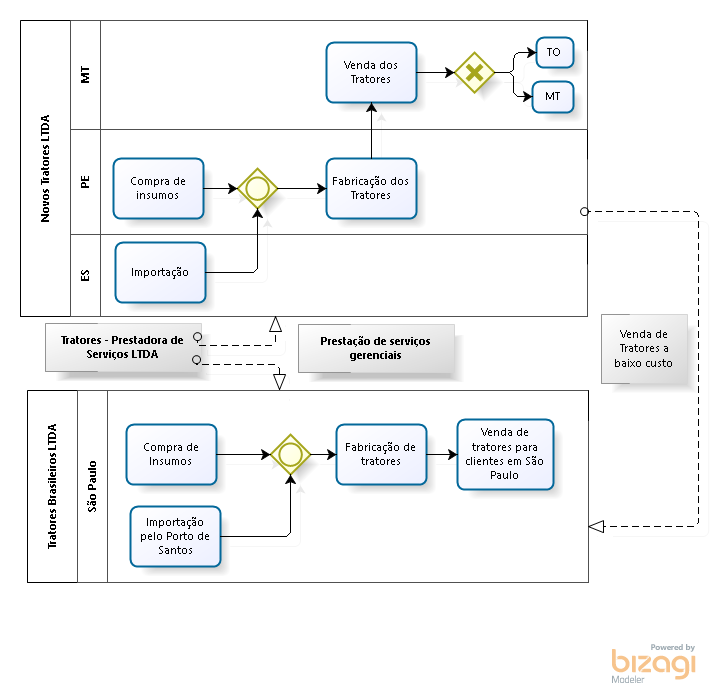 Novos Tratores LTDA
MT
Venda dos
Tratores
TO
MT
PE
Compra de
insumos
Fabricação dos
Tratores
ES
Importação
Tratores - Prestadora de
Serviços LTDA
Prestação de serviços
gerenciais
Venda de
Tratores a
baixo custo
Tratores Brasileiros LTDA
São Paulo
Compra de
Insumos
Fabricação de
tratores
Venda de
tratores para
clientes em São
Paulo
Importação
pelo Porto de
Santos
Powered by
bizagi
Modeler